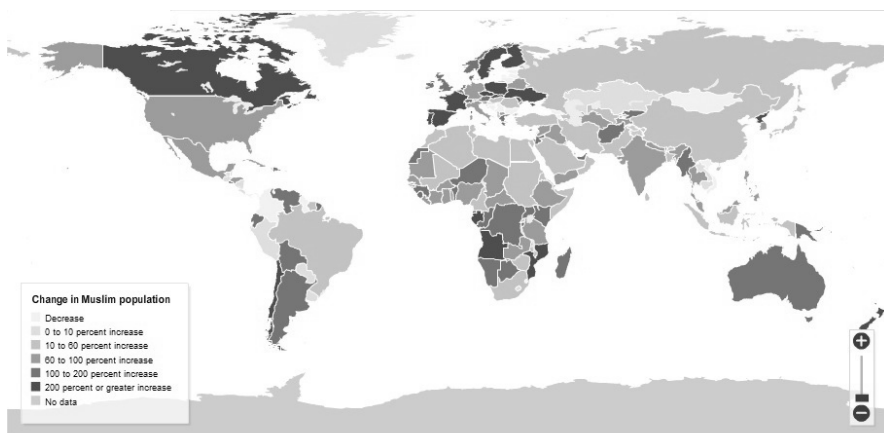 Change in Muslim population
Decrease
0 to 10 percent increase
10 to 60 percent increase
60 to 100 percent increase
100 to 200 percent increase
200 percent or greater increase
No data